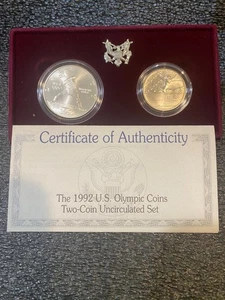 Certificate of Authenticity
The 1992 U.S. Olympic Coins
Two-Coin Uncirculated Set